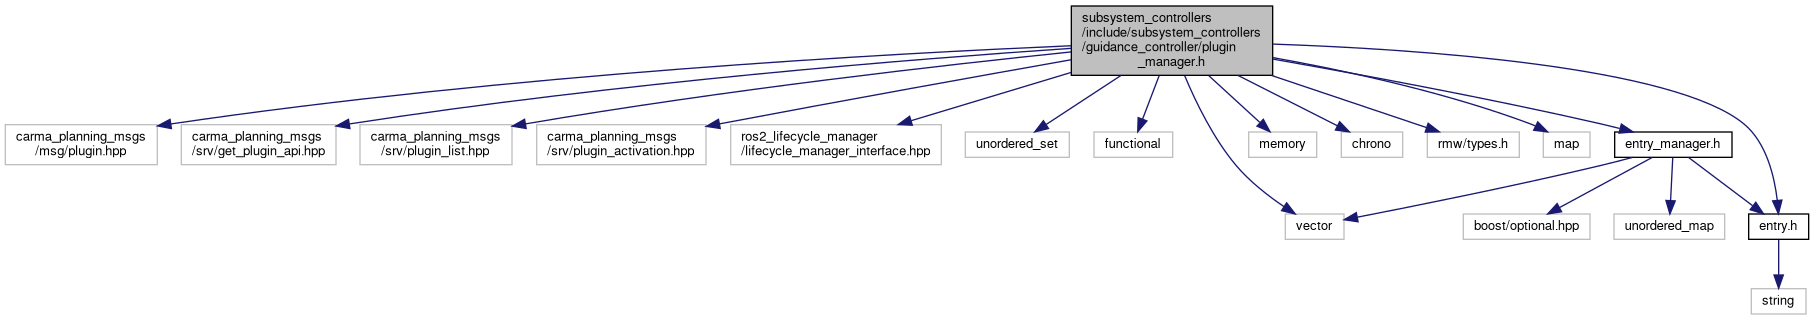 subsystem_controllers
/include/subsystem_controllers
/guidance_controller/plugin
_manager.h
carma_planning_msgs
/msg/plugin.hpp
carma_planning_msgs
/srv/get_plugin_api.hpp
carma_planning_msgs
/srv/plugin_list.hpp
carma_planning_msgs
/srv/plugin_activation.hpp
ros2_lifecycle_manager
/lifecycle_manager_interface.hpp
unordered_set
functional
memory
chrono
rmw/types.h
map
entry_manager.h
vector
boost/optional.hpp
unordered_map
entry.h
string